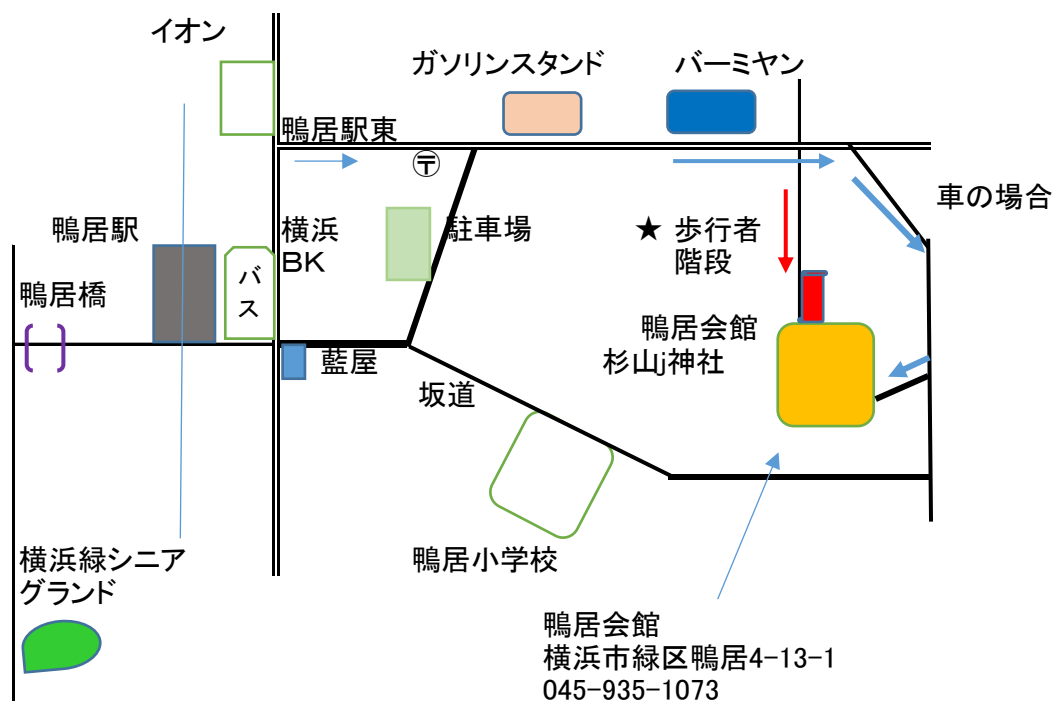 イオン
ガソリンスタンド
バーミヤン
鴨居駅東
〒
車の場合
鴨居駅
横浜
BK
駐車場
★ 歩行者
階段
バス
鴨居橋
鴨居会館
杉山j神社
藍屋
坂道
横浜緑シニア
グランド
鴨居小学校
鴨居会館
横浜市緑区鴨居4-13-1
045-935-1073